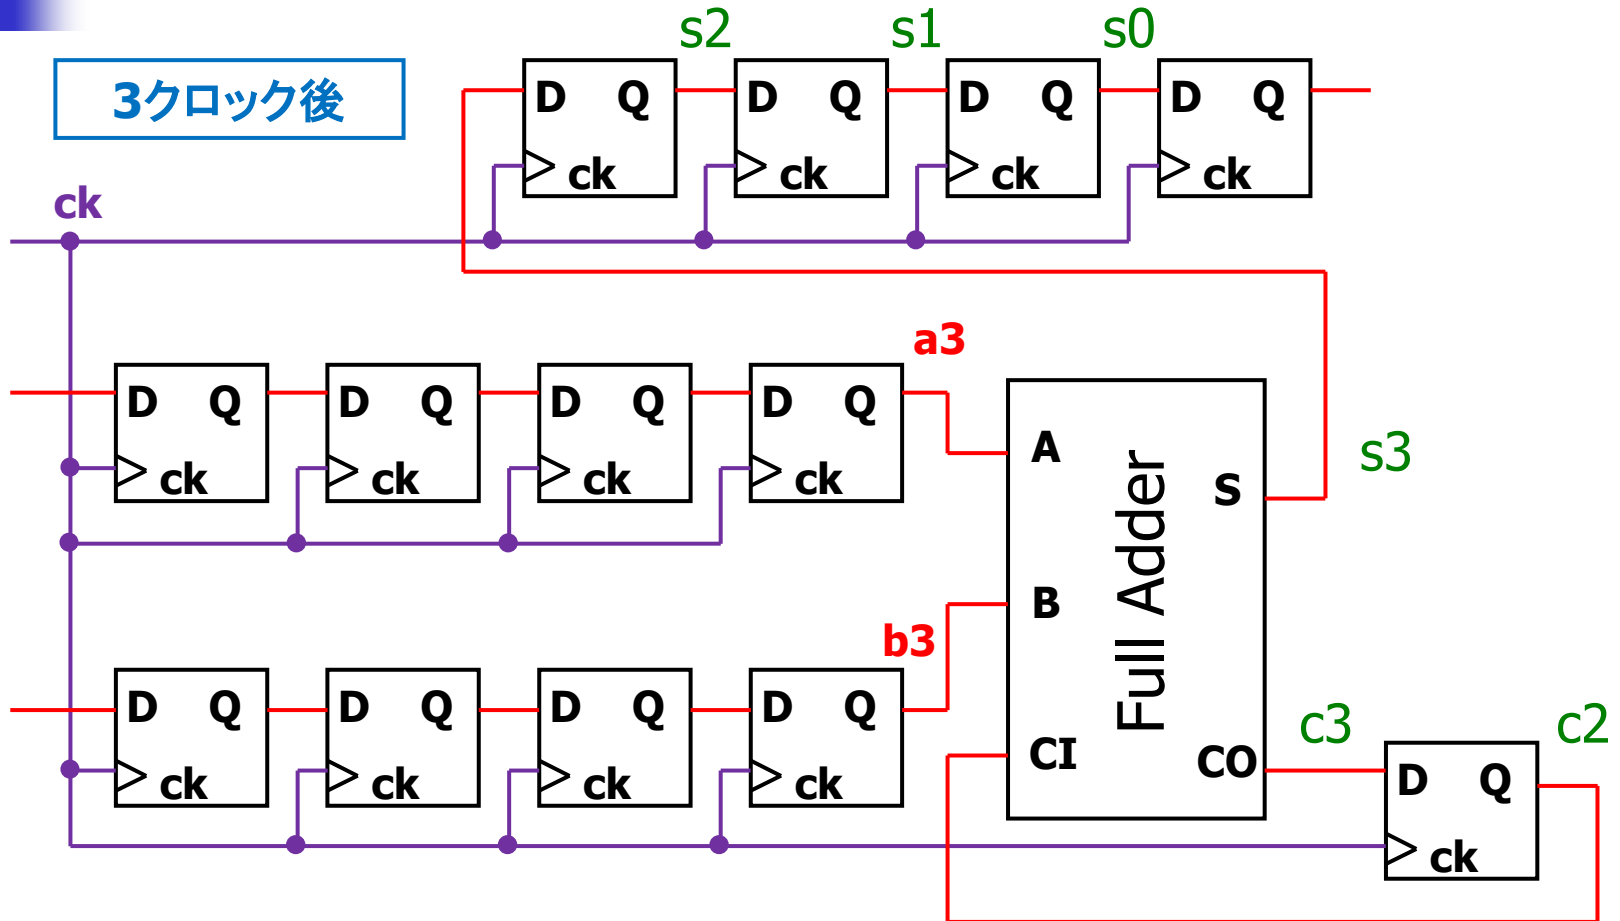 s2 s1 s0
3クロック後
D Q D Q D Q D Q
ck ck ck ck
ck
a3
D Q D Q D Q D Q
ck ck ck ck
A
S
s3
Full Adder
B
b3
D Q D Q D Q D Q
ck ck ck ck
CI
CO
c3
c2
D Q
ck